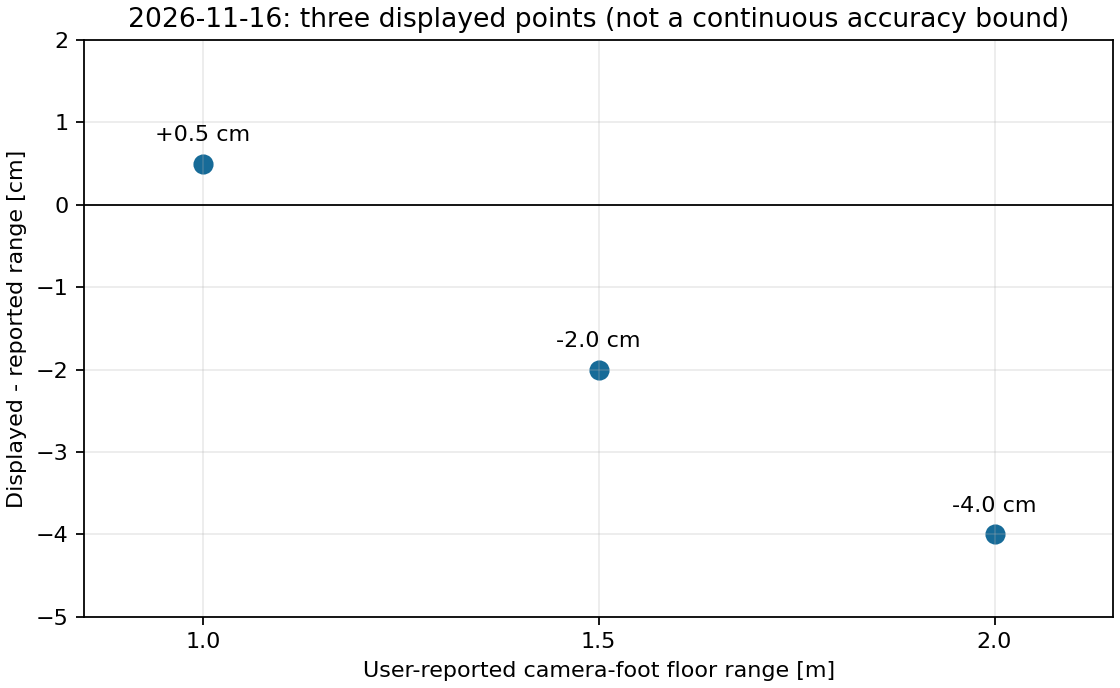 2026-11-16: three displayed points (not a continuous accuracy bound)
2
1
0
−1
−2
−3
−4
−5
Displayed - reported range [cm]
+0.5 cm
-2.0 cm
-4.0 cm
1.0
1.5
2.0
User-reported camera-foot floor range [m]